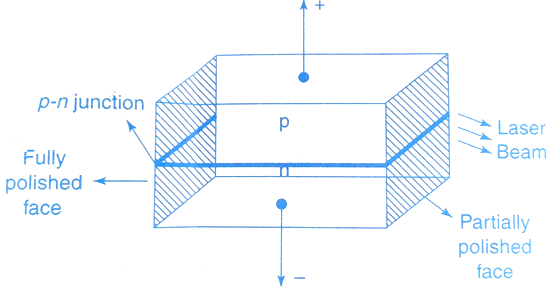 +
p-n junction
p
n
Fully
polished
face
Laser
Beam
Partially
polished
face
−